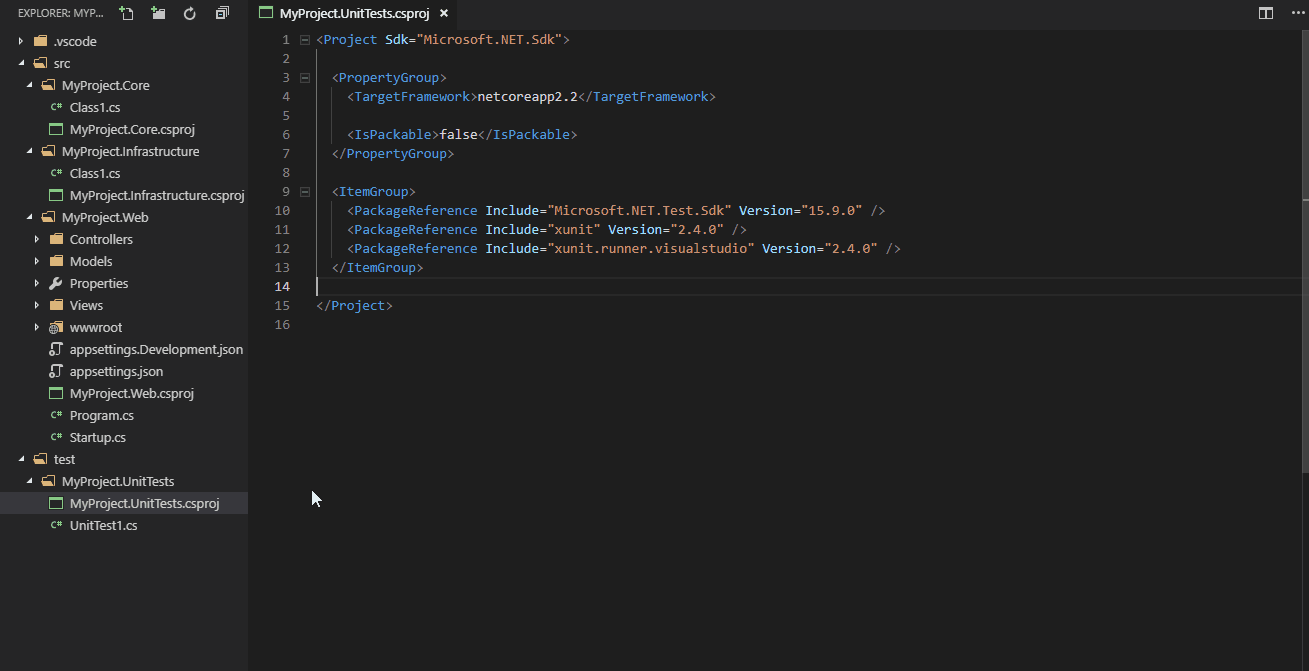 EXPLORER: MYP...
.vscode
src
MyProject.Core
C# Class1.cs
MyProject.Core.csproj
MyProject.Infrastructure
C# Class1.cs
MyProject.Infrastructure.csproj
MyProject.Web
Controllers
Models
Properties
Views
wwwroot
appsettings.Development.json
appsettings.json
MyProject.Web.csproj
C# Program.cs
C# Startup.cs
test
MyProject.UnitTests
MyProject.UnitTests.csproj
C# UnitTest1.cs
MyProject.UnitTests.csproj
1 <Project Sdk="Microsoft.NET.Sdk">
2
3 <PropertyGroup>
4 <TargetFramework>netcoreapp2.2</TargetFramework>
5
6 <IsPackable>false</IsPackable>
7 </PropertyGroup>
8
9 <ItemGroup>
10 <PackageReference Include="Microsoft.NET.Test.Sdk" Version="15.9.0" />
11 <PackageReference Include="xunit" Version="2.4.0" />
12 <PackageReference Include="xunit.runner.visualstudio" Version="2.4.0" />
13 </ItemGroup>
14
15 </Project>
16